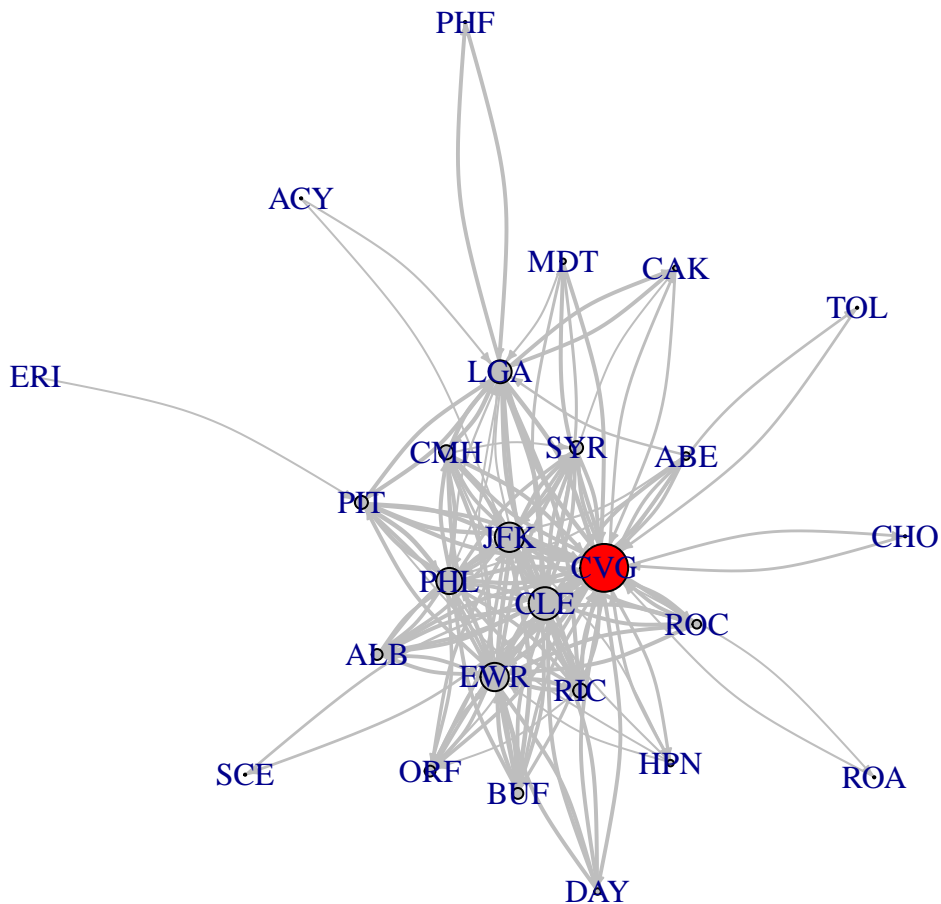 PHF
ACY
MDT
CAK
TOL
LGA
ERI
CMH
SYR
ABE
PIT
JFK
CHO
CVG
PHL
CLE
ROC
ALB
EWR
RIC
SCE
ORF
HPN
ROA
BUF
DAY